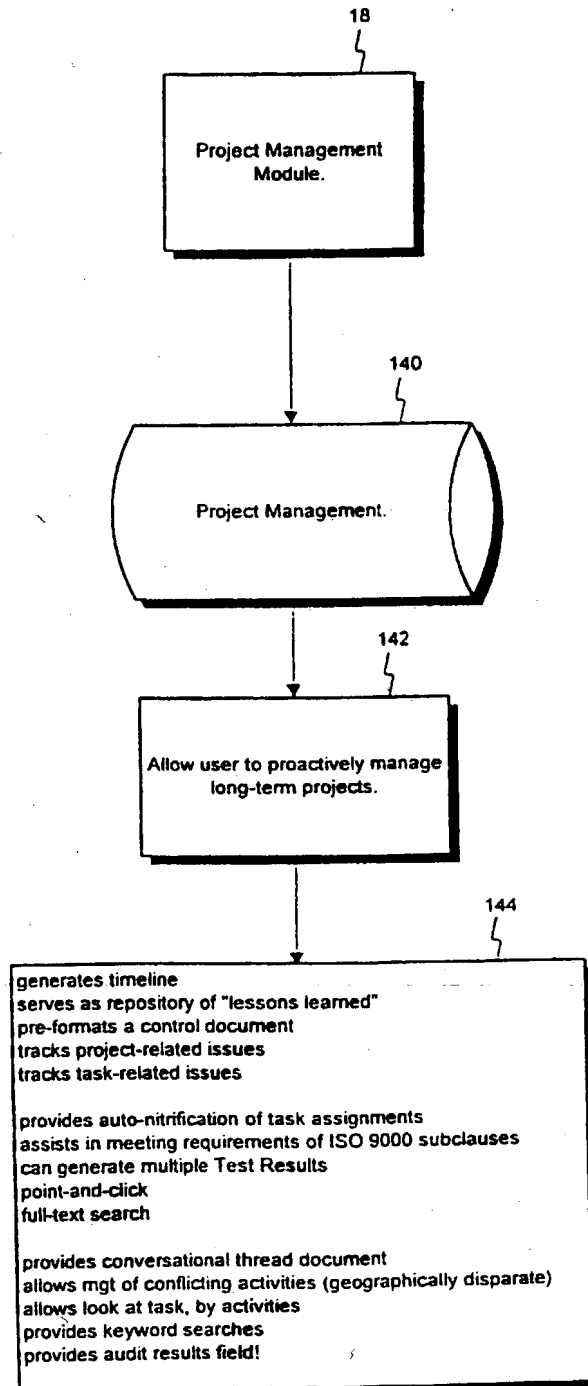 18
Project Management
Module.
140
Project Management.
142
Allow user to proactively manage
long-term projects.
144
generates timeline
serves as repository of "lessons learned"
pre-formats a control document
tracks project-related issues
tracks task-related issues
provides auto-nitrification of task assignments
assists in meeting requirements of ISO 9000 subclauses
can generate multiple Test Results
point-and-click
full-text search
provides conversational thread document
allows mgt of conflicting activities (geographically disparate)
allows look at task, by activities
provides keyword searches
provides audit results field!